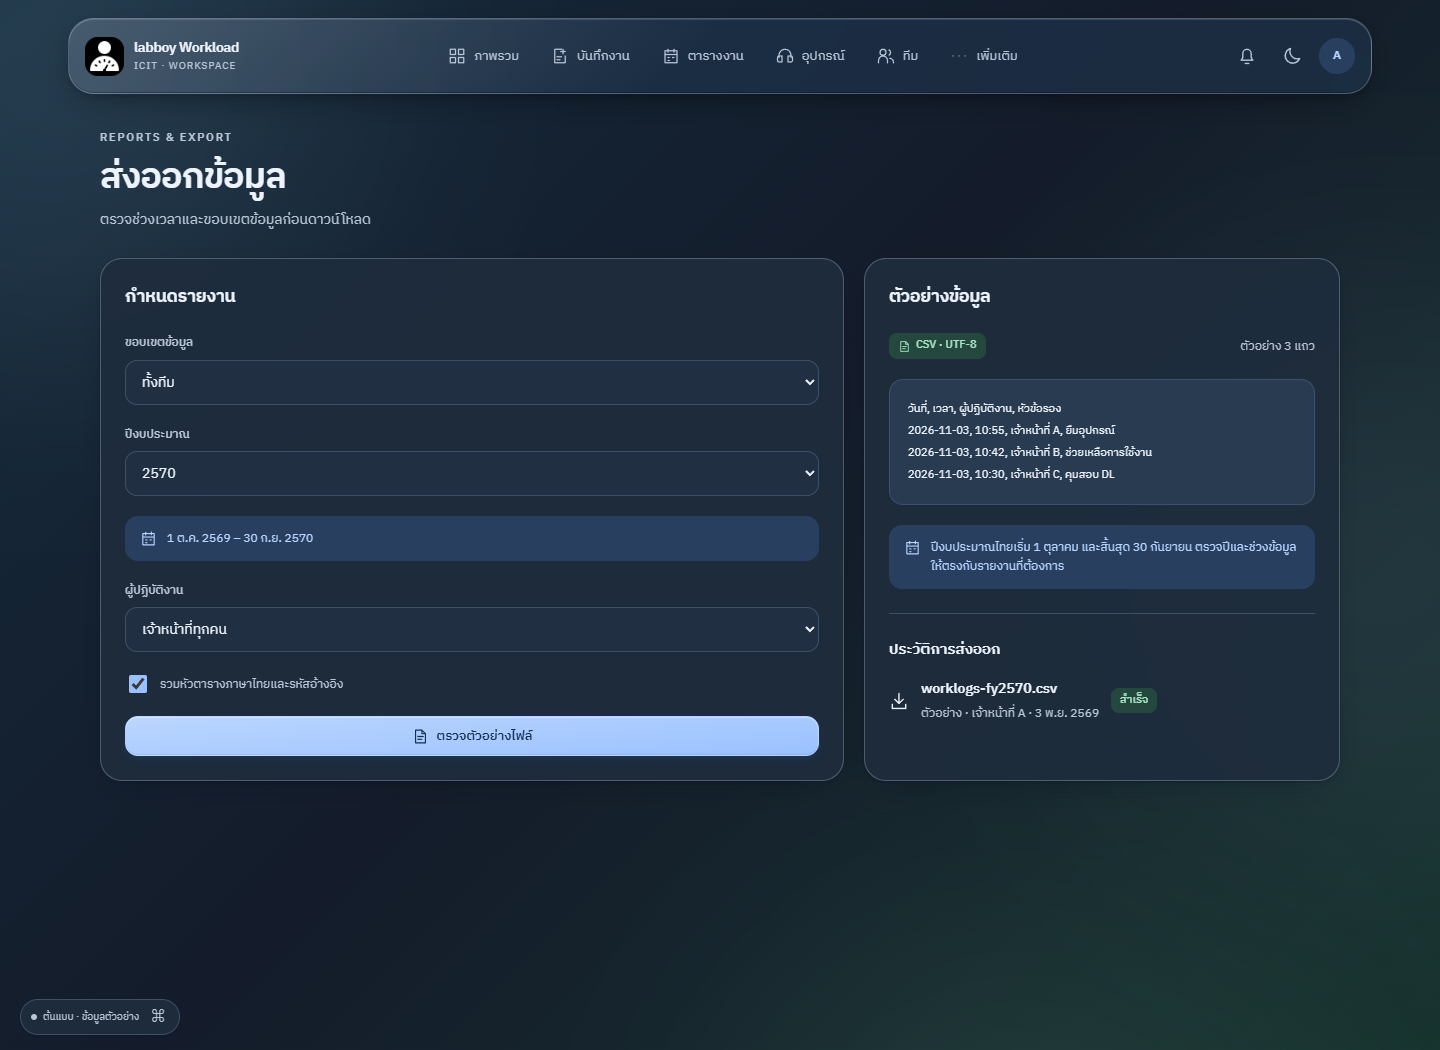 labboy Workload
ICIT · WORKSPACE
ภาพรวม
บันทึกงาน
ตารางงาน
อุปกรณ์
ทีม
เพิ่มเติม
A
REPORTS & EXPORT
ส่งออกข้อมูล
ตรวจช่วงเวลาและขอบเขตข้อมูลก่อนดาวน์โหลด
กำหนดรายงาน
ขอบเขตข้อมูล
ทั้งทีม
ปีงบประมาณ
2570
1 ต.ค. 2569 – 30 ก.ย. 2570
ผู้ปฏิบัติงาน
เจ้าหน้าที่ทุกคน
รวมหัวตารางภาษาไทยและรหัสอ้างอิง
ตรวจตัวอย่างไฟล์
ตัวอย่างข้อมูล
CSV · UTF-8
ตัวอย่าง 3 แถว
วันที่, เวลา, ผู้ปฏิบัติงาน, หัวข้อรอง
2026-11-03, 10:55, เจ้าหน้าที่ A, ยืมอุปกรณ์
2026-11-03, 10:42, เจ้าหน้าที่ B, ช่วยเหลือการใช้งาน
2026-11-03, 10:30, เจ้าหน้าที่ C, คุมสอบ DL
ปีงบประมาณไทยเริ่ม 1 ตุลาคม และสิ้นสุด 30 กันยายน ตรวจปีและช่วงข้อมูล
ให้ตรงกับรายงานที่ต้องการ
ประวัติการส่งออก
worklogs-fy2570.csv
ตัวอย่าง · เจ้าหน้าที่ A · 3 พ.ย. 2569
สำเร็จ
ต้นแบบ · ข้อมูลตัวอย่าง ⌘